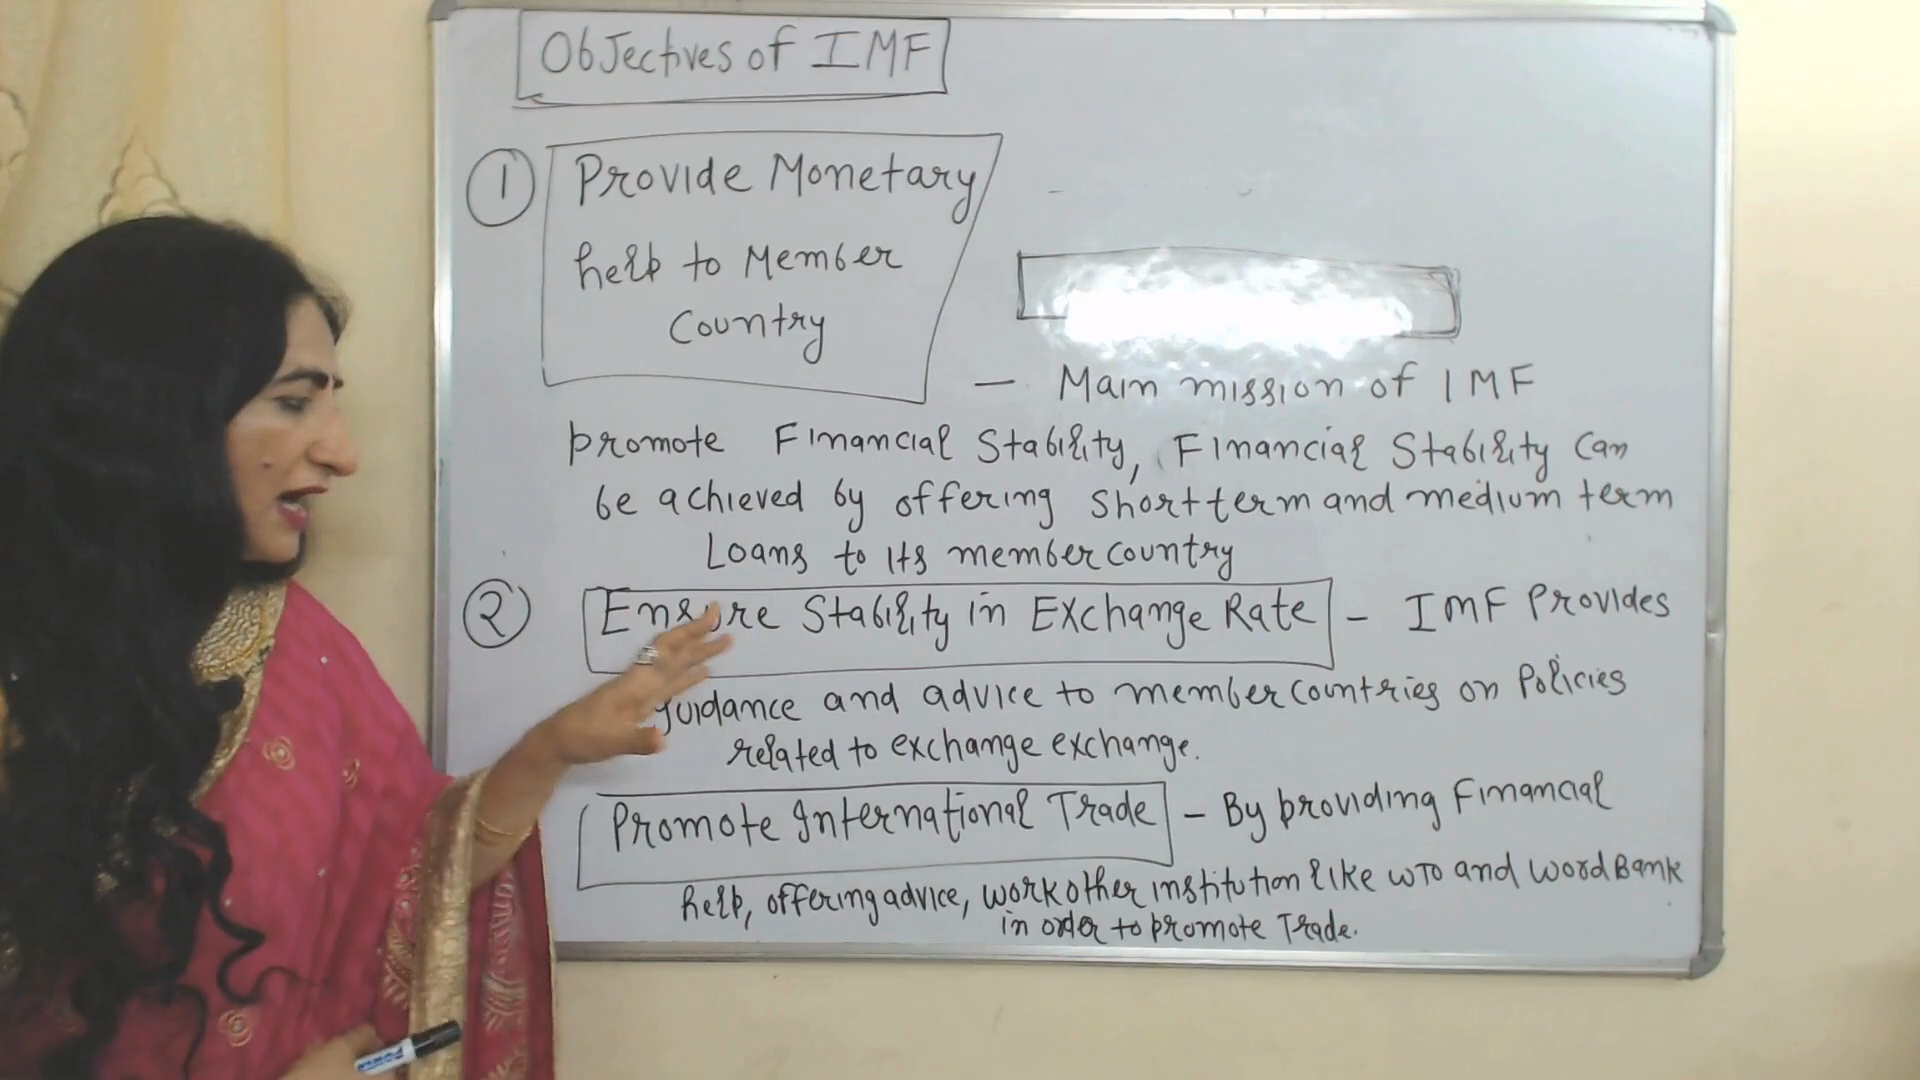 Objectives of IMF
① Provide Monetary
help to Member
Country
— Main mission of IMF
promote Financial Stability, Financial Stability can
be achieved by offering short term and medium term
Loans to its member country
② Ensure Stability in Exchange Rate – IMF Provides
guidance and advice to member countries on Policies
related to exchange exchange.
Promote International Trade – By providing Financial
help, offering advice, work other institution like WTO and Word Bank
in order to promote Trade.